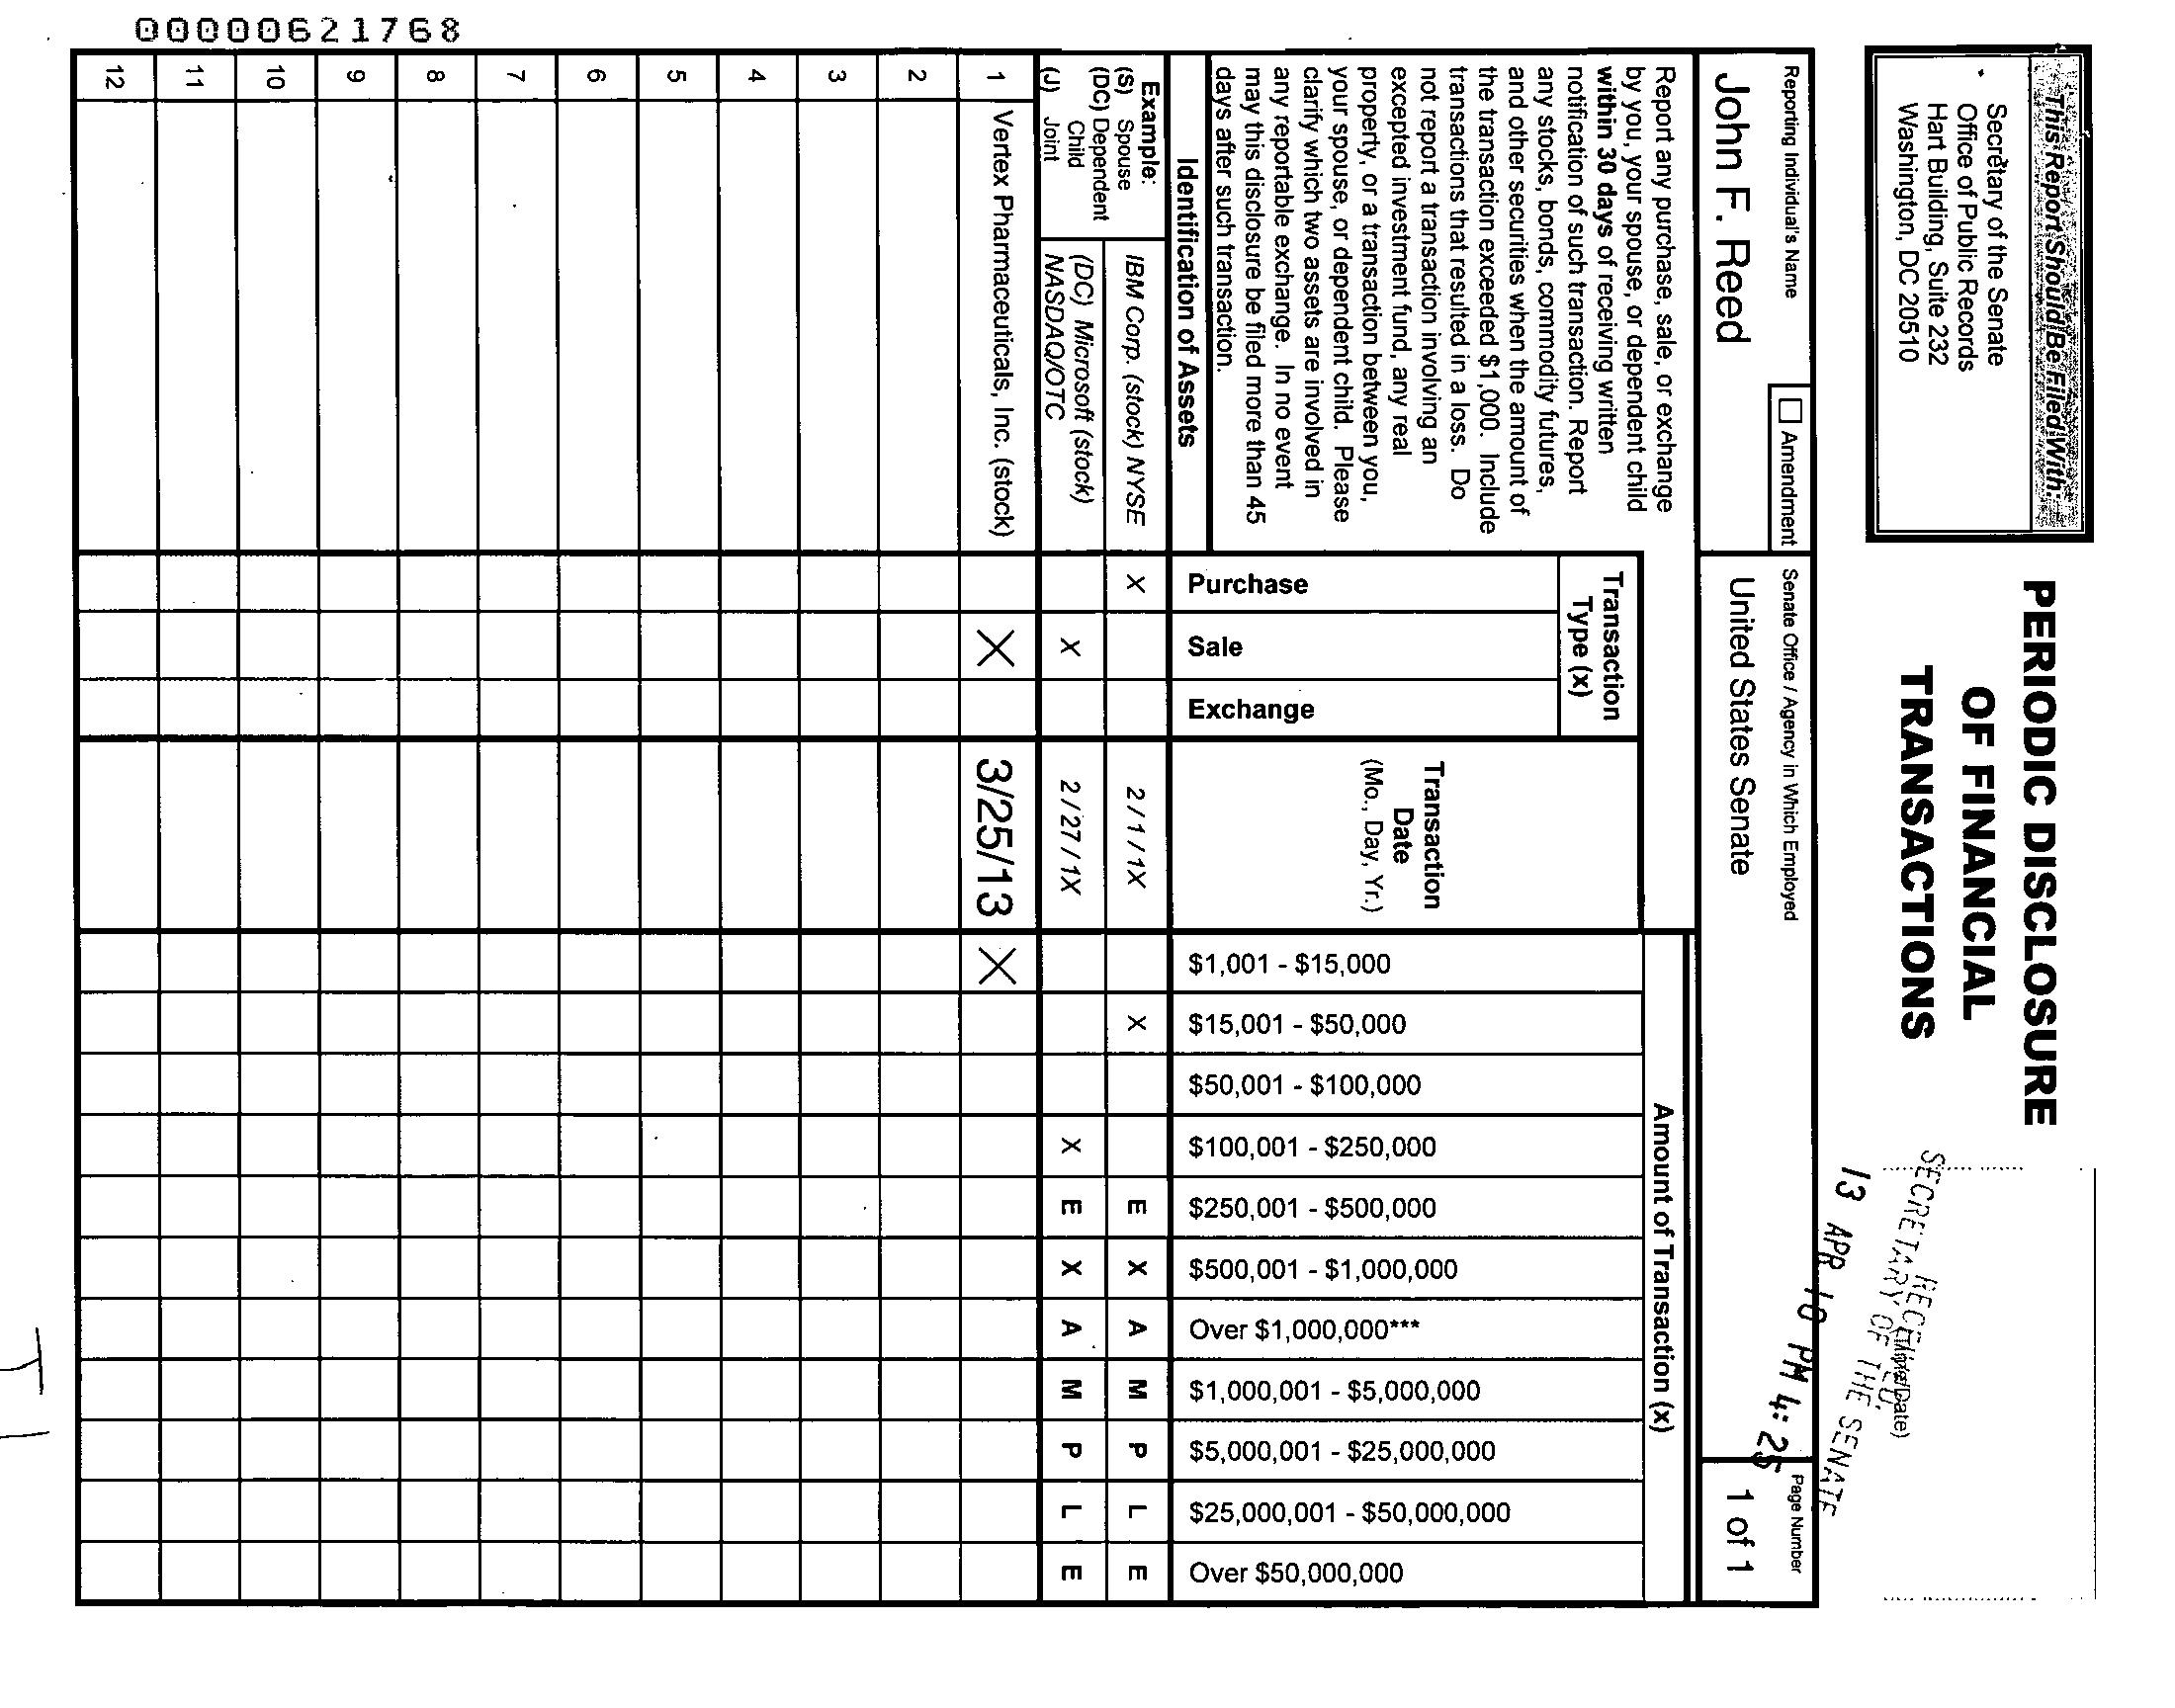 00000621768
This Report Should Be Filed With:
Secretary of the Senate
Office of Public Records
Hart Building, Suite 232
Washington, DC 20510
PERIODIC DISCLOSURE
OF FINANCIAL
TRANSACTIONS
RECEIVED
SECRETARY OF THE SENATE
13 APR 10 PM 4:25
Reporting Individual's Name
John F. Reed
☐ Amendment
Senate Office / Agency in Which Employed
United States Senate
Page Number
1 of 1
Report any purchase, sale, or exchange
by you, your spouse, or dependent child
within 30 days of receiving written
notification of such transaction. Report
any stocks, bonds, commodity futures,
and other securities when the amount of
the transaction exceeded $1,000. Include
transactions that resulted in a loss. Do
not report a transaction involving an
excepted investment fund, any real
property, or a transaction between you,
your spouse, or dependent child. Please
clarify which two assets are involved in
any reportable exchange. In no event
may this disclosure be filed more than 45
days after such transaction.
Identification of Assets
Transaction
Type (x)
Purchase
Sale
Exchange
Transaction
Date
(Mo., Day, Yr.)
Amount of Transaction (x)
$1,001 - $15,000
$15,001 - $50,000
$50,001 - $100,000
$100,001 - $250,000
$250,001 - $500,000
$500,001 - $1,000,000
Over $1,000,000***
$1,000,001 - $5,000,000
$5,000,001 - $25,000,000
$25,000,001 - $50,000,000
Over $50,000,000
Example:
(S) Spouse
(DC) Dependent
Child
(J) Joint
IBM Corp. (stock) NYSE X 2 / 1 / 1X X E X A M P L E
(DC) Microsoft (stock)
NASDAQ/OTC X 2 / 27 / 1X X E X A M P L E
1 Vertex Pharmaceuticals, Inc. (stock) X 3/25/13 X
2
3
4
5
6
7
8
9
10
11
12